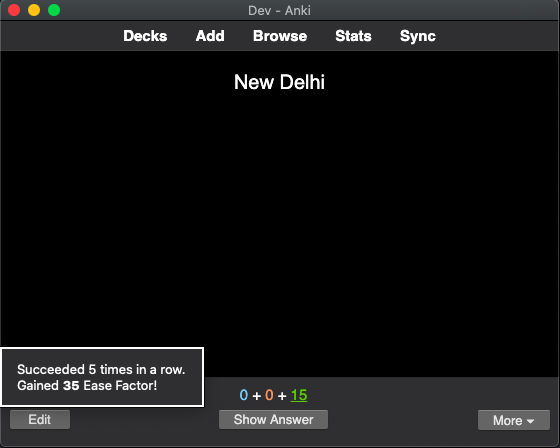 Dev - Anki
Decks Add Browse Stats Sync
New Delhi
Succeeded 5 times in a row.
Gained 35 Ease Factor!
0 + 0 + 15
Edit Show Answer More